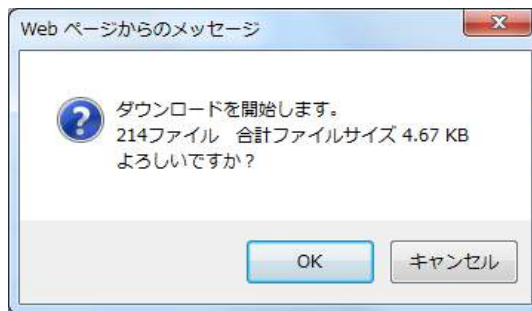 Web ページからのメッセージ
ダウンロードを開始します。
214ファイル　合計ファイルサイズ 4.67 KB
よろしいですか？
OK
キャンセル